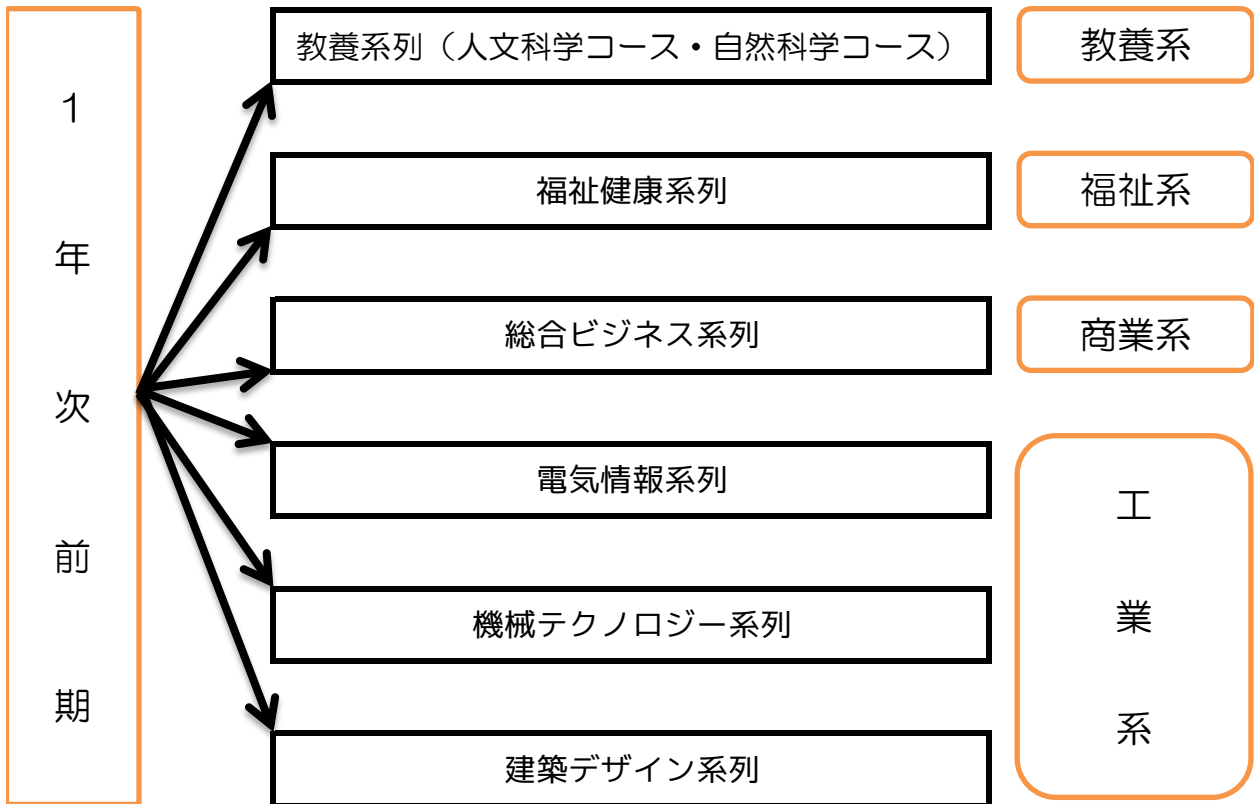 1年次前期
教養系列（人文科学コース・自然科学コース）
教養系
福祉健康系列
福祉系
総合ビジネス系列
商業系
電気情報系列
機械テクノロジー系列
建築デザイン系列
工業系